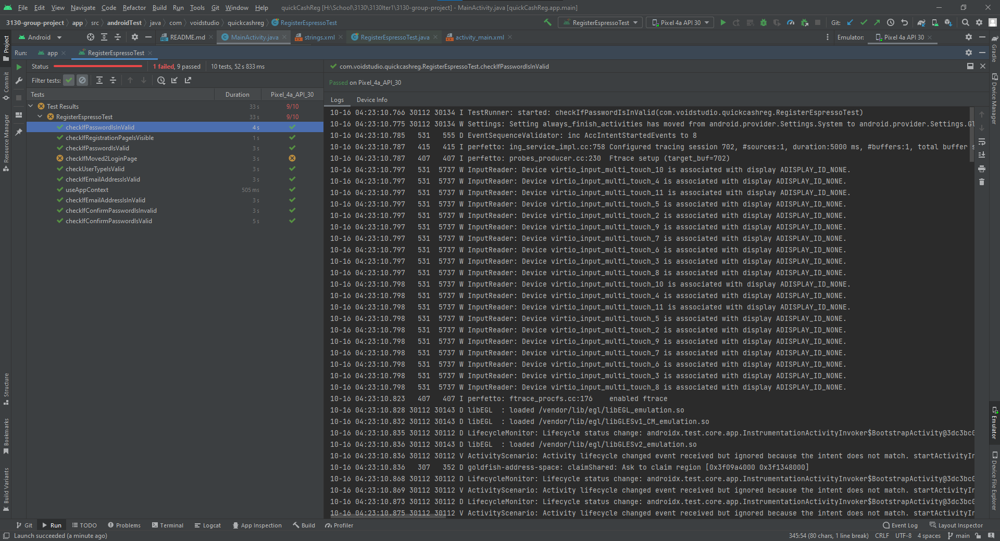 File Edit View Navigate Code Refactor Build Run Tools Git Window Help quickCashReg [H:\School\3130\3130Iter1\3130-group-project] - MainActivity.java [quickCashReg.app.main]
3130-group-project app src androidTest java com voidstudio quickcashreg RegisterEspressoTest RegisterEspressoTest Pixel 4a API 30 Git:
Android README.md MainActivity.java strings.xml RegisterEspressoTest.java activity_main.xml Emulator: Pixel 4a API 30
Run: app RegisterEspressoTest
Status 1 failed, 9 passed 10 tests, 52 s 833 ms
Filter tests:
Tests Duration Pixel_4a_API_30
Test Results 33 s 9/10
RegisterEspressoTest 33 s 9/10
checkIfPasswordIsInValid 4 s
checkIfRegistrationPageIsVisible 1 s
checkIfPasswordIsValid 3 s
checkIfMoved2LoginPage 3 s
checkUserTypeIsValid 3 s
checkIfEmailAddressIsValid 3 s
useAppContext 505 ms
checkIfEmailAddressIsInValid 3 s
checkIfConfirmPasswordIsInvalid 3 s
checkIfConfirmPasswordIsValid 5 s
com.voidstudio.quickcashreg.RegisterEspressoTest.checkIfPasswordIsInValid
Passed on Pixel_4a_API_30
Logs Device Info
10-16 04:23:10.766 30112 30134 I TestRunner: started: checkIfPasswordIsInValid(com.voidstudio.quickcashreg.RegisterEspressoTest)
10-16 04:23:10.775 30112 30134 W Settings: Setting always_finish_activities has moved from android.provider.Settings.System to android.provider.Settings.Gl
10-16 04:23:10.785 531 555 D EventSequenceValidator: inc AccIntentStartedEvents to 8
10-16 04:23:10.787 415 415 I perfetto: ing_service_impl.cc:758 Configured tracing session 702, #sources:1, duration:5000 ms, #buffers:1, total buffer s
10-16 04:23:10.787 407 407 I perfetto: probes_producer.cc:230 Ftrace setup (target_buf=702)
10-16 04:23:10.797 531 5737 W InputReader: Device virtio_input_multi_touch_10 is associated with display ADISPLAY_ID_NONE.
10-16 04:23:10.797 531 5737 W InputReader: Device virtio_input_multi_touch_4 is associated with display ADISPLAY_ID_NONE.
10-16 04:23:10.797 531 5737 W InputReader: Device virtio_input_multi_touch_11 is associated with display ADISPLAY_ID_NONE.
10-16 04:23:10.797 531 5737 W InputReader: Device virtio_input_multi_touch_5 is associated with display ADISPLAY_ID_NONE.
10-16 04:23:10.797 531 5737 W InputReader: Device virtio_input_multi_touch_2 is associated with display ADISPLAY_ID_NONE.
10-16 04:23:10.797 531 5737 W InputReader: Device virtio_input_multi_touch_9 is associated with display ADISPLAY_ID_NONE.
10-16 04:23:10.797 531 5737 W InputReader: Device virtio_input_multi_touch_7 is associated with display ADISPLAY_ID_NONE.
10-16 04:23:10.797 531 5737 W InputReader: Device virtio_input_multi_touch_6 is associated with display ADISPLAY_ID_NONE.
10-16 04:23:10.797 531 5737 W InputReader: Device virtio_input_multi_touch_3 is associated with display ADISPLAY_ID_NONE.
10-16 04:23:10.797 531 5737 W InputReader: Device virtio_input_multi_touch_8 is associated with display ADISPLAY_ID_NONE.
10-16 04:23:10.798 531 5737 W InputReader: Device virtio_input_multi_touch_10 is associated with display ADISPLAY_ID_NONE.
10-16 04:23:10.798 531 5737 W InputReader: Device virtio_input_multi_touch_4 is associated with display ADISPLAY_ID_NONE.
10-16 04:23:10.798 531 5737 W InputReader: Device virtio_input_multi_touch_11 is associated with display ADISPLAY_ID_NONE.
10-16 04:23:10.798 531 5737 W InputReader: Device virtio_input_multi_touch_5 is associated with display ADISPLAY_ID_NONE.
10-16 04:23:10.798 531 5737 W InputReader: Device virtio_input_multi_touch_2 is associated with display ADISPLAY_ID_NONE.
10-16 04:23:10.798 531 5737 W InputReader: Device virtio_input_multi_touch_9 is associated with display ADISPLAY_ID_NONE.
10-16 04:23:10.798 531 5737 W InputReader: Device virtio_input_multi_touch_7 is associated with display ADISPLAY_ID_NONE.
10-16 04:23:10.798 531 5737 W InputReader: Device virtio_input_multi_touch_6 is associated with display ADISPLAY_ID_NONE.
10-16 04:23:10.798 531 5737 W InputReader: Device virtio_input_multi_touch_3 is associated with display ADISPLAY_ID_NONE.
10-16 04:23:10.798 531 5737 W InputReader: Device virtio_input_multi_touch_8 is associated with display ADISPLAY_ID_NONE.
10-16 04:23:10.823 407 407 I perfetto: ftrace_procfs.cc:176 enabled ftrace
10-16 04:23:10.828 30112 30143 D libEGL : loaded /vendor/lib/egl/libEGL_emulation.so
10-16 04:23:10.832 30112 30143 D libEGL : loaded /vendor/lib/egl/libGLESv1_CM_emulation.so
10-16 04:23:10.835 30112 30112 D LifecycleMonitor: Lifecycle status change: androidx.test.core.app.InstrumentationActivityInvoker$BootstrapActivity@3dc3bc0
10-16 04:23:10.836 30112 30143 D libEGL : loaded /vendor/lib/egl/libGLESv2_emulation.so
10-16 04:23:10.836 30112 30112 V ActivityScenario: Activity lifecycle changed event received but ignored because the intent does not match. startActivityIn
10-16 04:23:10.836 307 352 D goldfish-address-space: claimShared: Ask to claim region [0x3f09a4000 0x3f1348000]
10-16 04:23:10.868 30112 30112 D LifecycleMonitor: Lifecycle status change: androidx.test.core.app.InstrumentationActivityInvoker$BootstrapActivity@3dc3bc0
10-16 04:23:10.869 30112 30112 V ActivityScenario: Activity lifecycle changed event received but ignored because the intent does not match. startActivityIn
10-16 04:23:10.873 30112 30112 D LifecycleMonitor: Lifecycle status change: androidx.test.core.app.InstrumentationActivityInvoker$BootstrapActivity@3dc3bc0
10-16 04:23:10.875 30112 30112 V ActivityScenario: Activity lifecycle changed event received but ignored because the intent does not match. startActivityIn
Project
Commit
Resource Manager
Structure
Bookmarks
Build Variants
Gradle
Device Manager
Emulator
Device File Explorer
Git Run TODO Problems Terminal Logcat App Inspection Build Profiler Event Log Layout Inspector
Launch succeeded (a minute ago) 345:54 (80 chars, 1 line break) CRLF UTF-8 4 spaces main